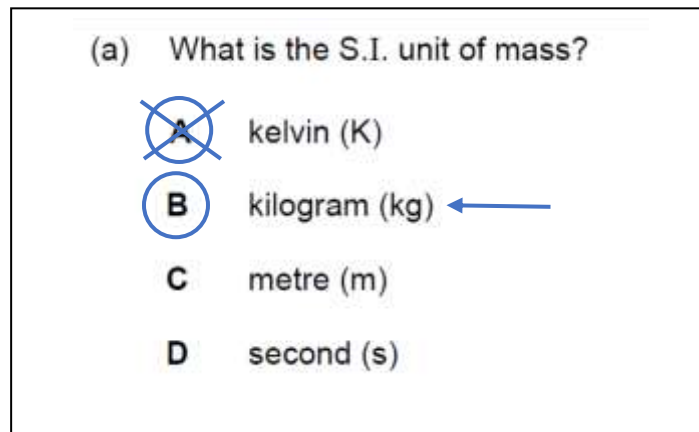 (a) What is the S.I. unit of mass?
A kelvin (K)
B kilogram (kg)
C metre (m)
D second (s)